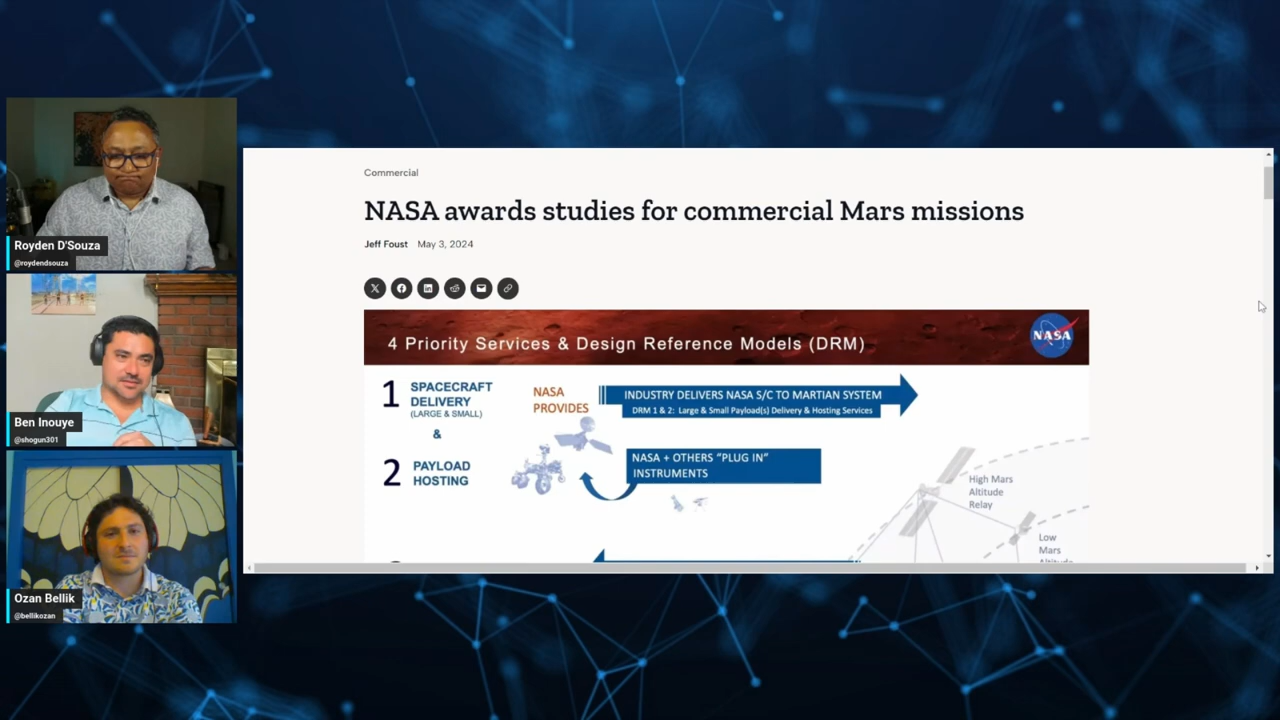 Royden D'Souza
@roydendsouza
Ben Inouye
@shogun301
Ozan Bellik
@bellikozan
Commercial
NASA awards studies for commercial Mars missions
Jeff Foust May 3, 2024
4 Priority Services & Design Reference Models (DRM)
NASA
1 SPACECRAFT
DELIVERY
(LARGE & SMALL)
&
2 PAYLOAD
HOSTING
NASA
PROVIDES
INDUSTRY DELIVERS NASA S/C TO MARTIAN SYSTEM
DRM 1 & 2: Large & Small Payload(s) Delivery & Hosting Services
NASA + OTHERS "PLUG IN"
INSTRUMENTS
High Mars
Altitude
Relay
Low
Mars